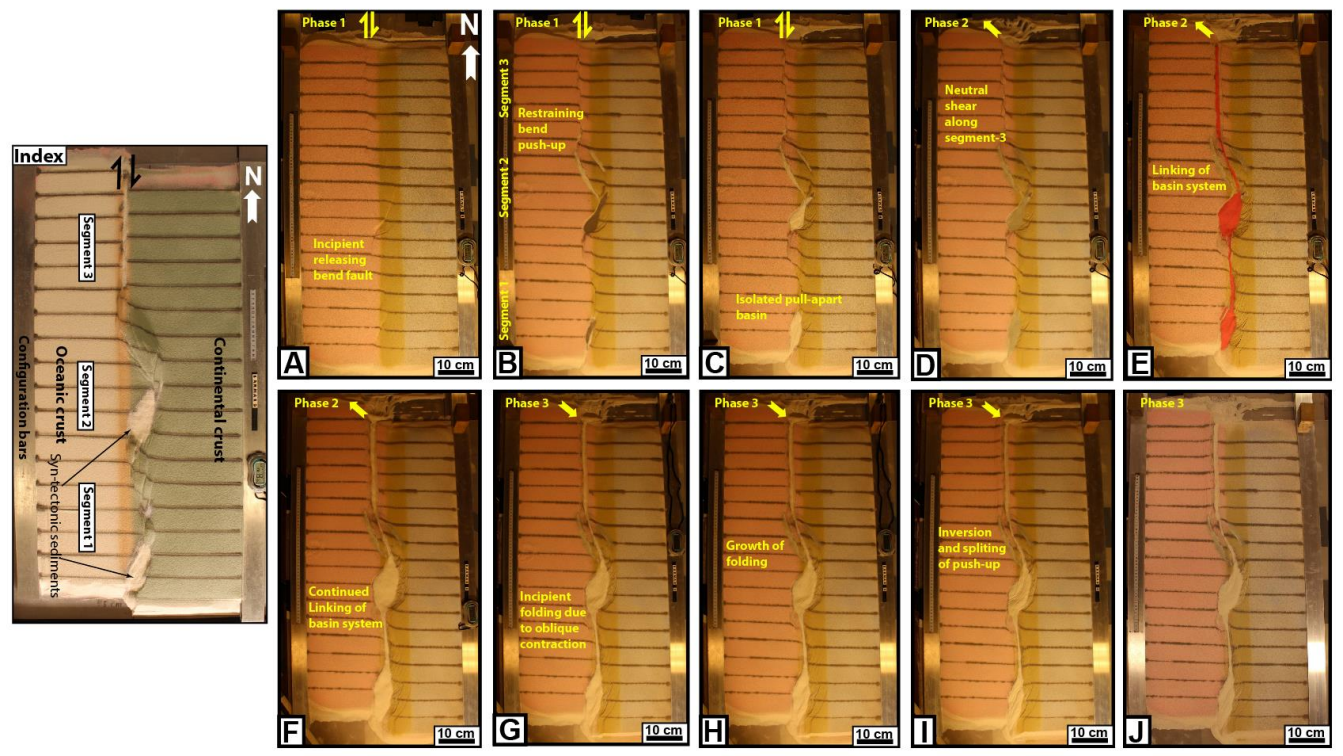 Index
N
Segment 3
Segment 2
Segment 1
Configuration bars
Oceanic crust
Syn-tectonic sediments
Continental crust
Phase 1
N
Incipient
releasing
bend fault
A
10 cm
Phase 1
Segment 3
Segment 2
Segment 1
Restraining
bend
push-up
B
10 cm
Phase 1
Isolated pull-apart
basin
C
10 cm
Phase 2
Neutral
shear
along
segment-3
D
10 cm
Phase 2
Linking of
basin system
E
10 cm
Phase 2
Continued
Linking of
basin system
F
10 cm
Phase 3
Incipient
folding due
to oblique
contraction
G
10 cm
Phase 3
Growth of
folding
H
10 cm
Phase 3
Inversion
and spliting
of push-up
I
10 cm
Phase 3
J
10 cm